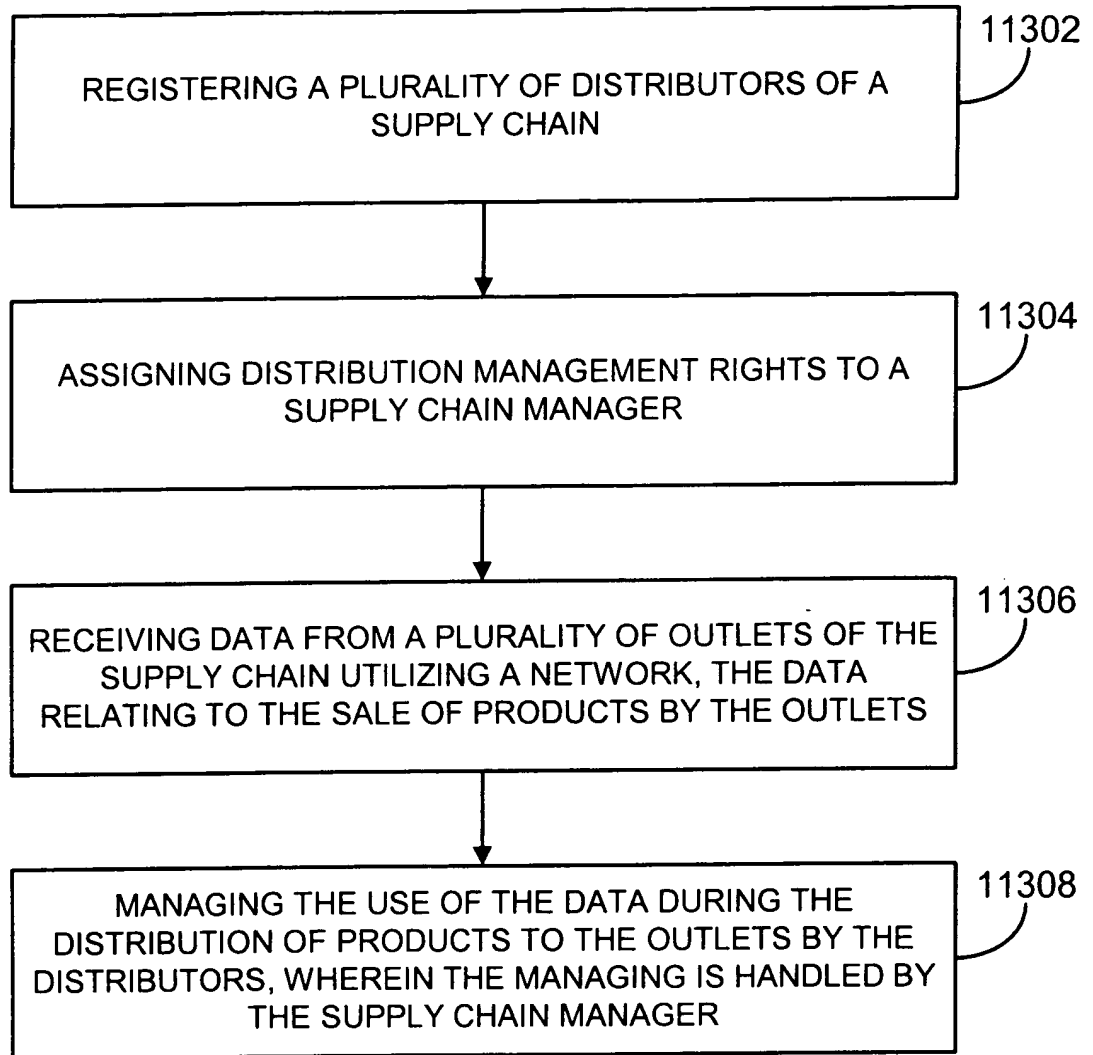 11302
REGISTERING A PLURALITY OF DISTRIBUTORS OF A
SUPPLY CHAIN
11304
ASSIGNING DISTRIBUTION MANAGEMENT RIGHTS TO A
SUPPLY CHAIN MANAGER
11306
RECEIVING DATA FROM A PLURALITY OF OUTLETS OF THE
SUPPLY CHAIN UTILIZING A NETWORK, THE DATA
RELATING TO THE SALE OF PRODUCTS BY THE OUTLETS
11308
MANAGING THE USE OF THE DATA DURING THE
DISTRIBUTION OF PRODUCTS TO THE OUTLETS BY THE
DISTRIBUTORS, WHEREIN THE MANAGING IS HANDLED BY
THE SUPPLY CHAIN MANAGER